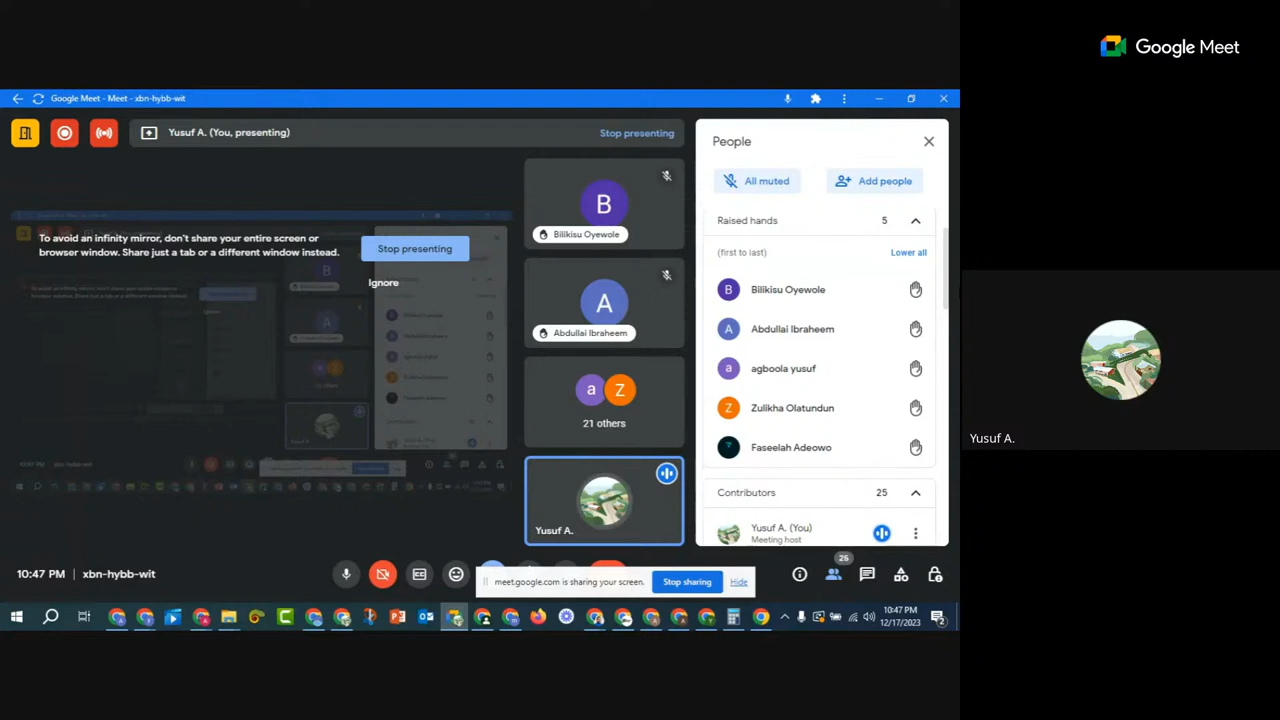 Google Meet
Google Meet - Meet - xbn-hybb-wit
Yusuf A. (You, presenting)
Stop presenting
To avoid an infinity mirror, don't share your entire screen or
browser window. Share just a tab or a different window instead.
Stop presenting
Ignore
B
Bilikisu Oyewole
A
Abdullai Ibraheem
a Z
21 others
Yusuf A.
People
All muted
Add people
Raised hands 5
(first to last) Lower all
B Bilikisu Oyewole
A Abdullai Ibraheem
a agboola yusuf
Z Zulikha Olatundun
Faseelah Adeowo
Contributors 25
Yusuf A. (You)
Meeting host
Yusuf A.
10:47 PM | xbn-hybb-wit
25
meet.google.com is sharing your screen.
Stop sharing
Hide
10:47 PM
12/17/2023
2